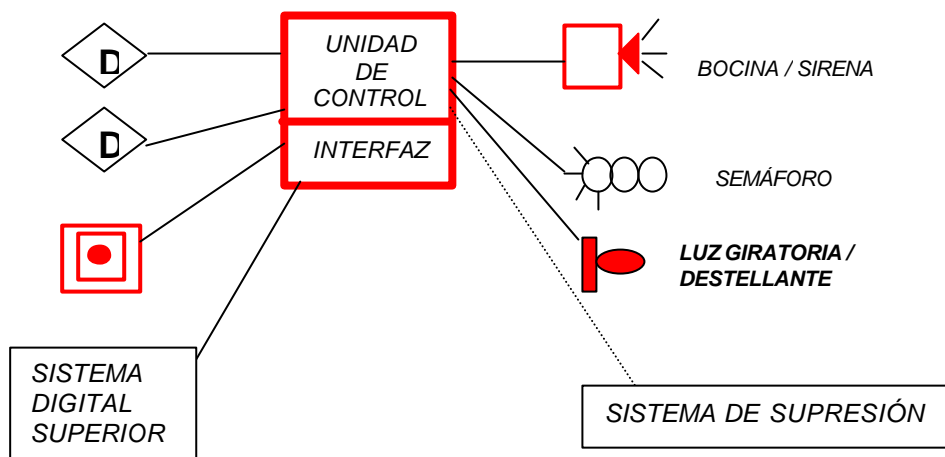 D
UNIDAD
DE
CONTROL
BOCINA / SIRENA
D
INTERFAZ
SEMÁFORO
LUZ GIRATORIA /
DESTELLANTE
SISTEMA
DIGITAL
SUPERIOR
SISTEMA DE SUPRESIÓN